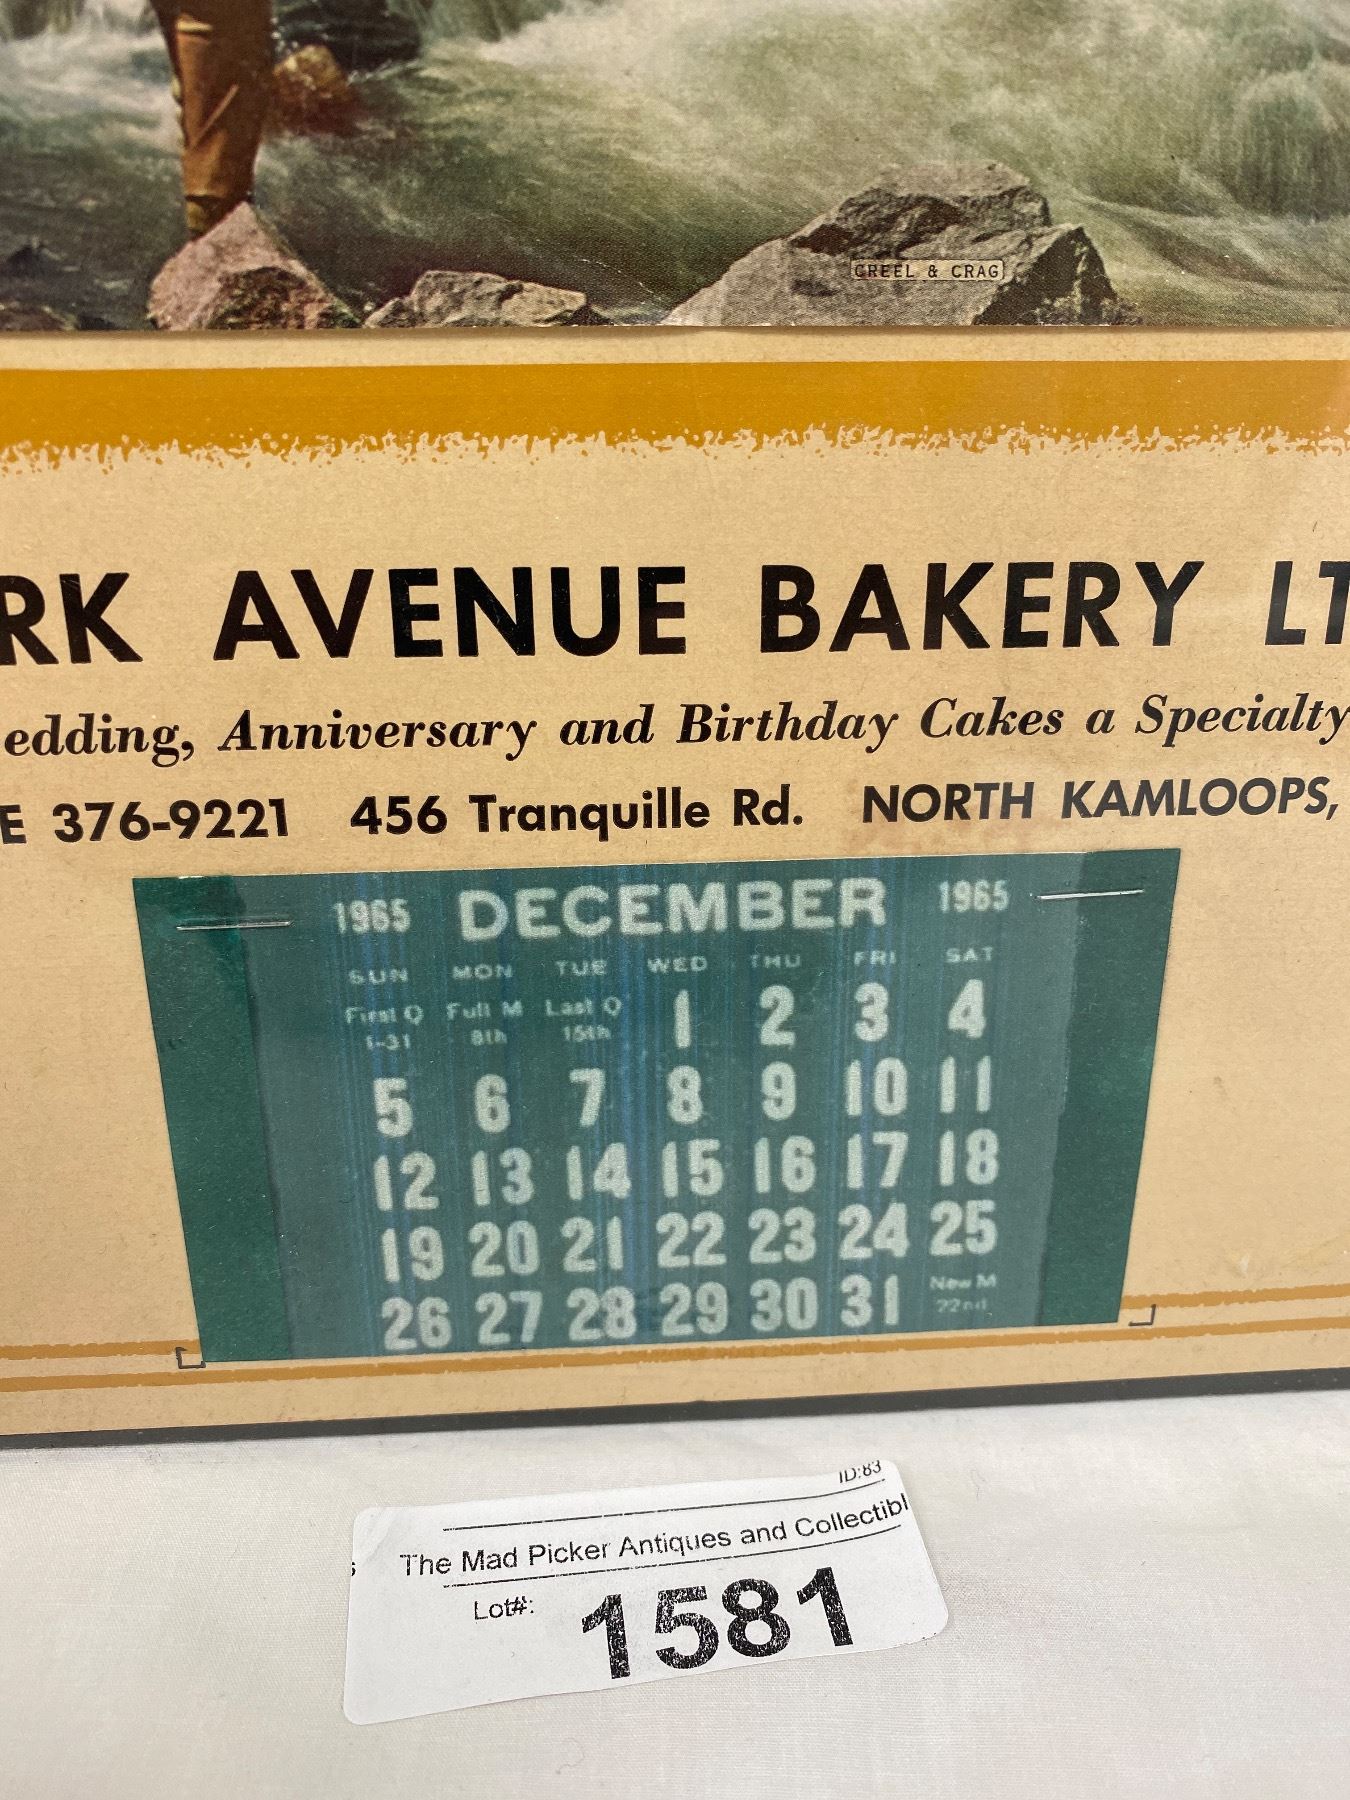 CREEL & CRAG
RK AVENUE BAKERY LT
edding, Anniversary and Birthday Cakes a Specialty
E 376-9221 456 Tranquille Rd. NORTH KAMLOOPS,
1965 DECEMBER 1965
SUN MON TUE WED THU FRI SAT
First Q Full M Last Q 1 2 3 4
1-31 8th 15th
5 6 7 8 9 10 11
12 13 14 15 16 17 18
19 20 21 22 23 24 25
26 27 28 29 30 31 New M
22nd
ID:83
s The Mad Picker Antiques and Collectibl
Lot#: 1581